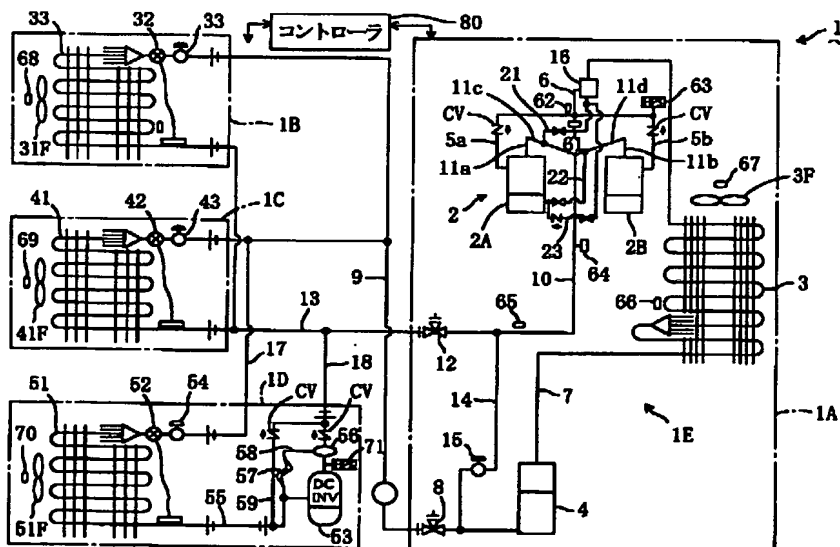 33 32 33
コントローラ 80
1
68
31F
1B
16
6
21
11c
62
11d
63
CV
CV
5a
61
5b
11a
22
11b
67
3F
2
2A
23
2B
41 42 43 1C
69
41F
9
64
10
66
3
13
65
12
17
18
14
7
1E
1A
51 52 54 1D CV CV
15
70
58
56
71
57
DC
INV
59
8
4
51F
55
53